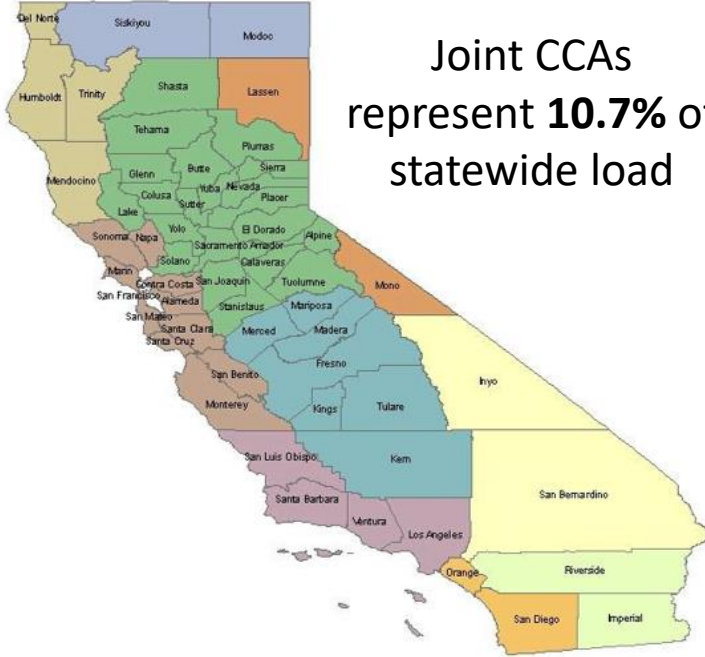 Del Norte
Siskiyou
Modoc
Joint CCAs
represent 10.7% of
statewide load
Humboldt
Trinity
Shasta
Lassen
Tehama
Plumas
Mendocino
Glenn
Butte
Sierra
Colusa
Yuba
Nevada
Lake
Sutter
Placer
Sonoma
Napa
Yolo
El Dorado
Alpine
Sacramento
Amador
Marin
Solano
Calaveras
Contra Costa
San Joaquin
Tuolumne
Mono
San Francisco
Alameda
San Mateo
Stanislaus
Mariposa
Santa Clara
Merced
Madera
Santa Cruz
Fresno
San Benito
Inyo
Monterey
Kings
Tulare
San Luis Obispo
Kern
Santa Barbara
San Bernardino
Ventura
Los Angeles
Orange
Riverside
San Diego
Imperial